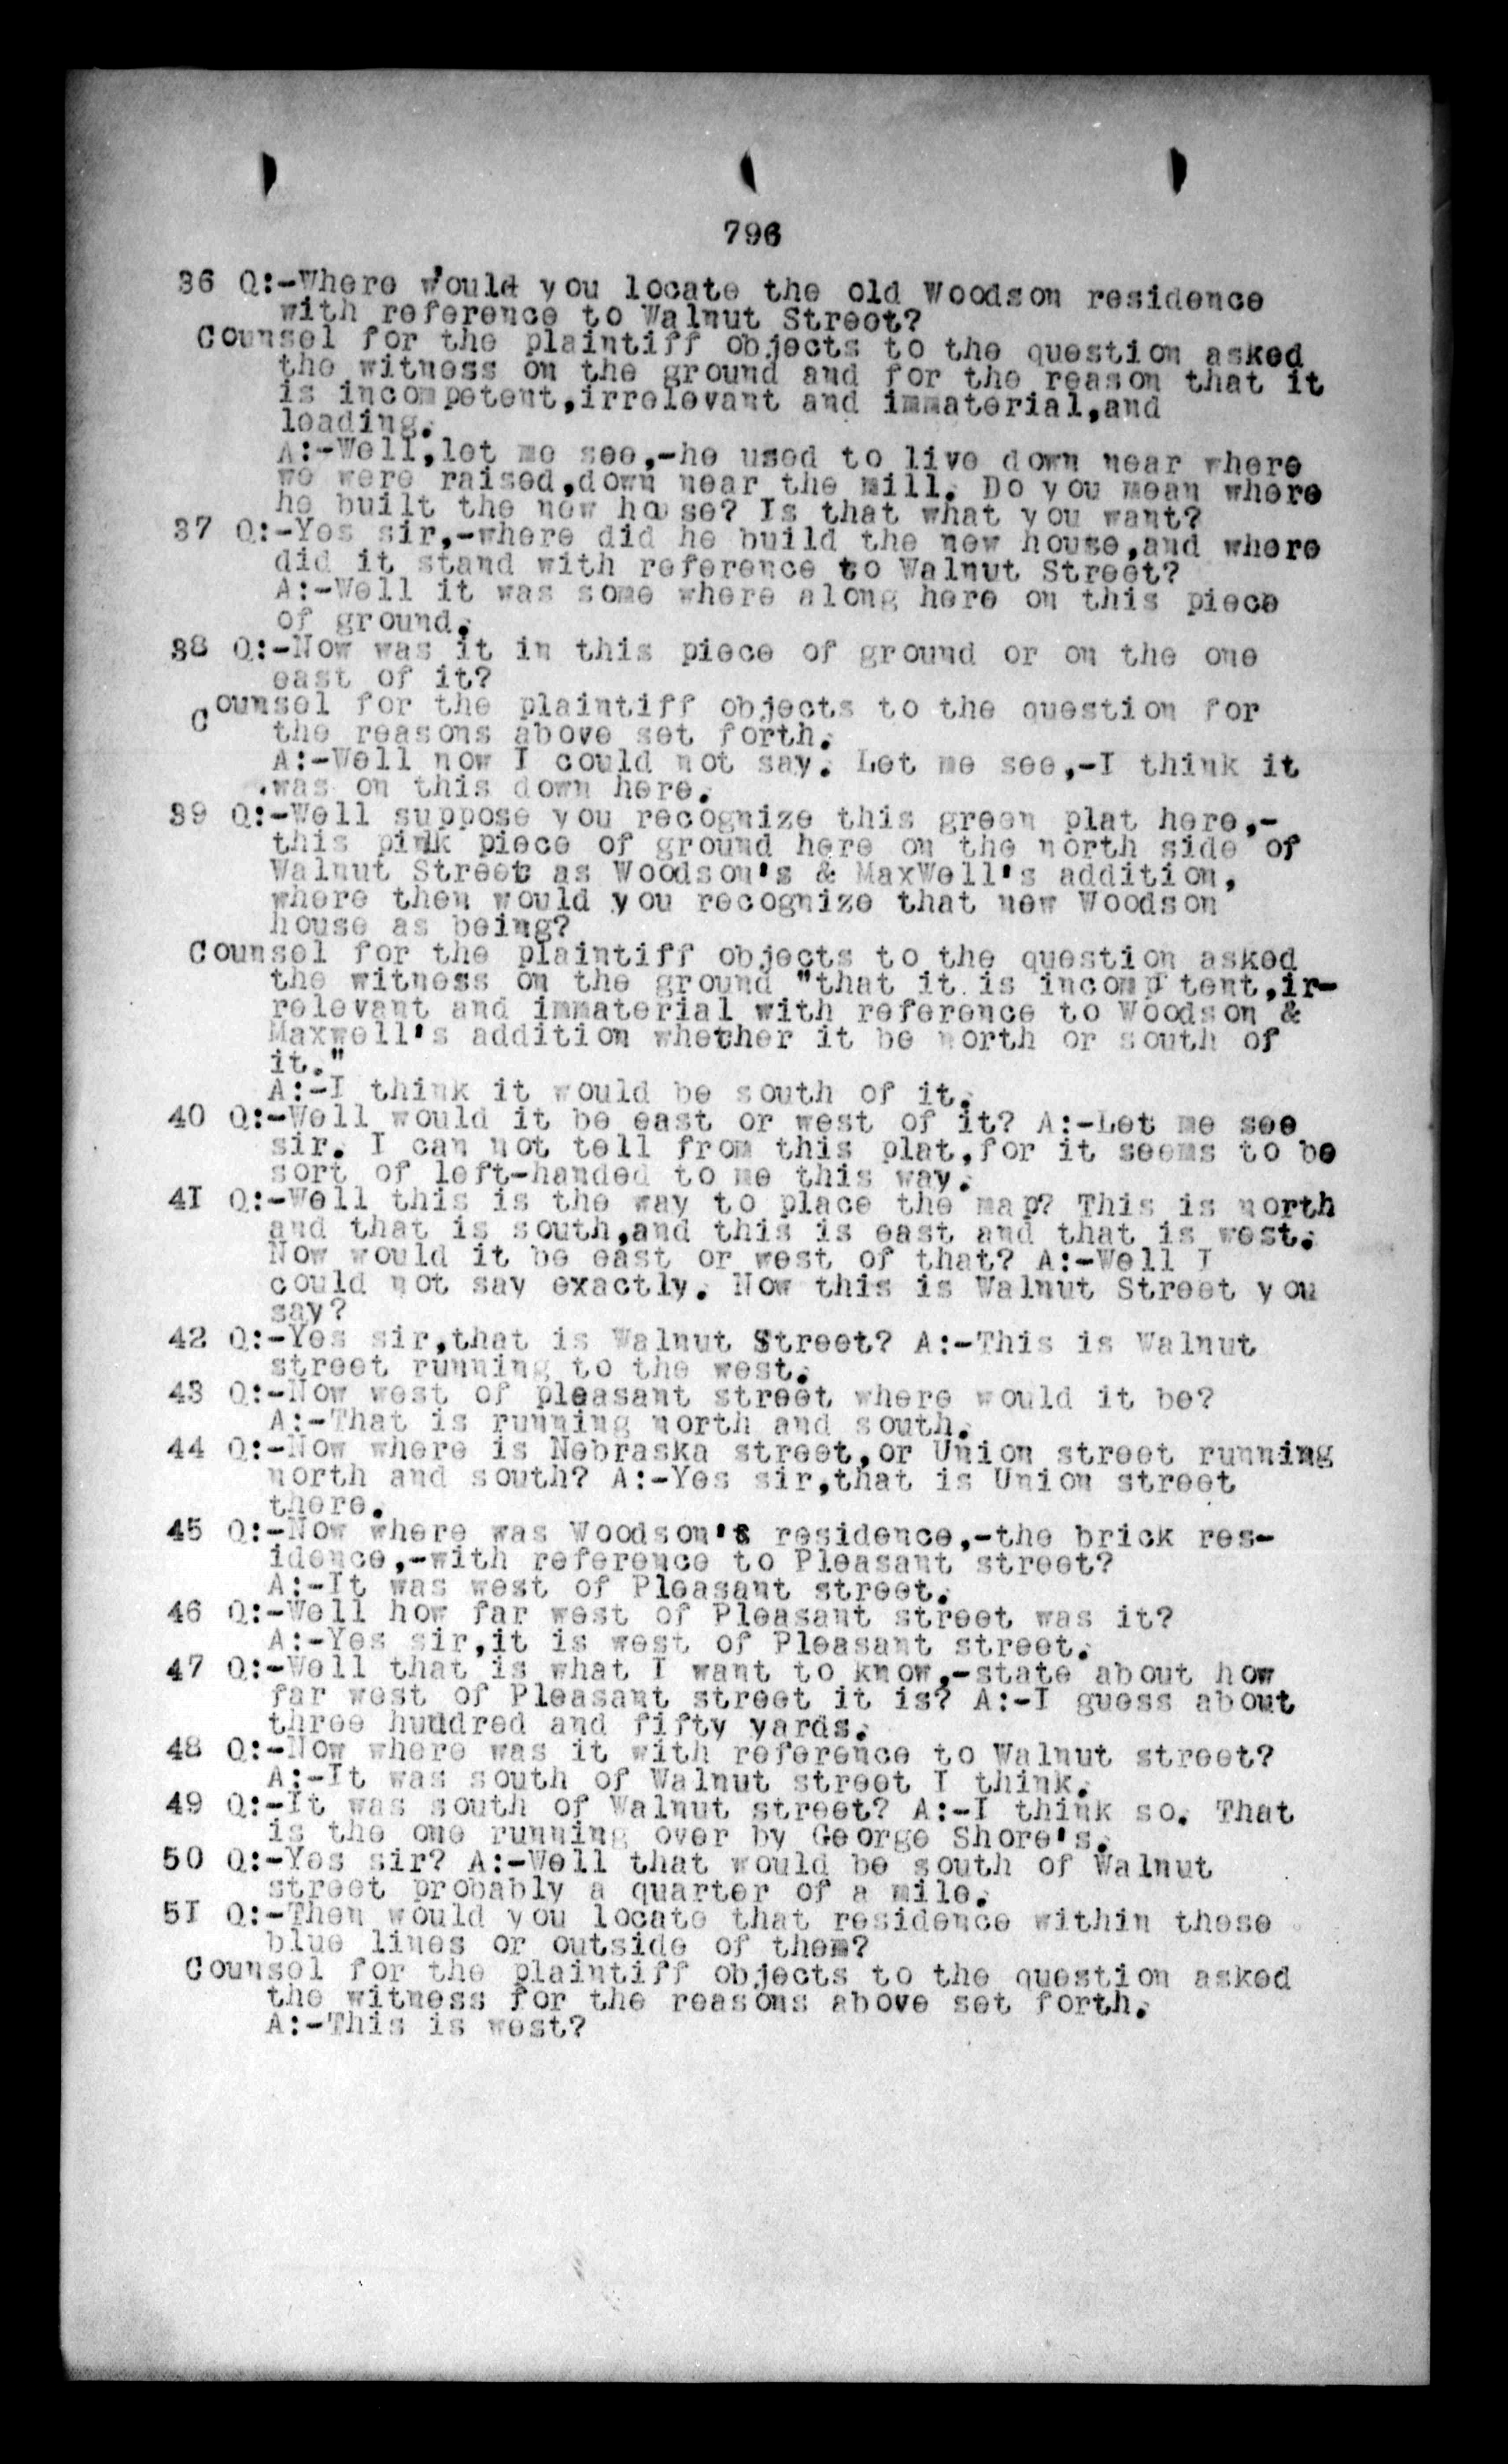 796
36 Q:-Where would you locate the old Woodson residence
with reference to Walnut Street?
Counsel for the plaintiff objects to the question asked
the witness on the ground and for the reason that it
is incompetent,irrelevant and immaterial,and
leading.
A:-Well,let me see,-he used to live down near where
we were raised,down near the mill. Do you mean where
he built the new house? Is that what you want?
37 Q:-Yes sir,-where did he build the new house,and where
did it stand with reference to Walnut Street?
A:-Well it was some where along here on this piece
of ground.
38 Q:-Now was it in this piece of ground or on the one
east of it?
Counsel for the plaintiff objects to the question for
the reasons above set forth.
A:-Well now I could not say. Let me see,-I think it
.was on this down here.
39 Q:-Well suppose you recognize this green plat here,-
this pink piece of ground here on the north side of
Walnut Street as Woodson's & MaxWell's addition,
where then would you recognize that new Woodson
house as being?
Counsel for the plaintiff objects to the question asked
the witness on the ground "that it is incomp tent,ir-
relevant and immaterial with reference to Woodson &
Maxwell's addition whether it be north or south of
it."
A:-I think it would be south of it.
40 Q:-Well would it be east or west of it? A:-Let me see
sir. I can not tell from this plat,for it seems to be
sort of left-handed to me this way.
41 Q:-Well this is the way to place the map? This is north
and that is south,and this is east and that is west.
Now would it be east or west of that? A:-Well I
could not say exactly. Now this is Walnut Street you
say?
42 Q:-Yes sir,that is Walnut Street? A:-This is Walnut
street running to the west.
43 Q:-Now west of pleasant street where would it be?
A:-That is running north and south.
44 Q:-Now where is Nebraska street,or Union street running
north and south? A:-Yes sir,that is Union street
there.
45 Q:-Now where was Woodson's residence,-the brick res-
idence,-with reference to Pleasant street?
A:-It was west of Pleasant street.
46 Q:-Well how far west of Pleasant street was it?
A:-Yes sir,it is west of Pleasant street.
47 Q:-Well that is what I want to know,-state about how
far west of Pleasant street it is? A:-I guess about
three hundred and fifty yards.
48 Q:-Now where was it with reference to Walnut street?
A:-It was south of Walnut street I think.
49 Q:-It was south of Walnut street? A:-I think so. That
is the one running over by George Shore's.
50 Q:-Yes sir? A:-Well that would be south of Walnut
street probably a quarter of a mile.
51 Q:-Then would you locate that residence within these
blue lines or outside of them?
Counsel for the plaintiff objects to the question asked
the witness for the reasons above set forth.
A:-This is west?